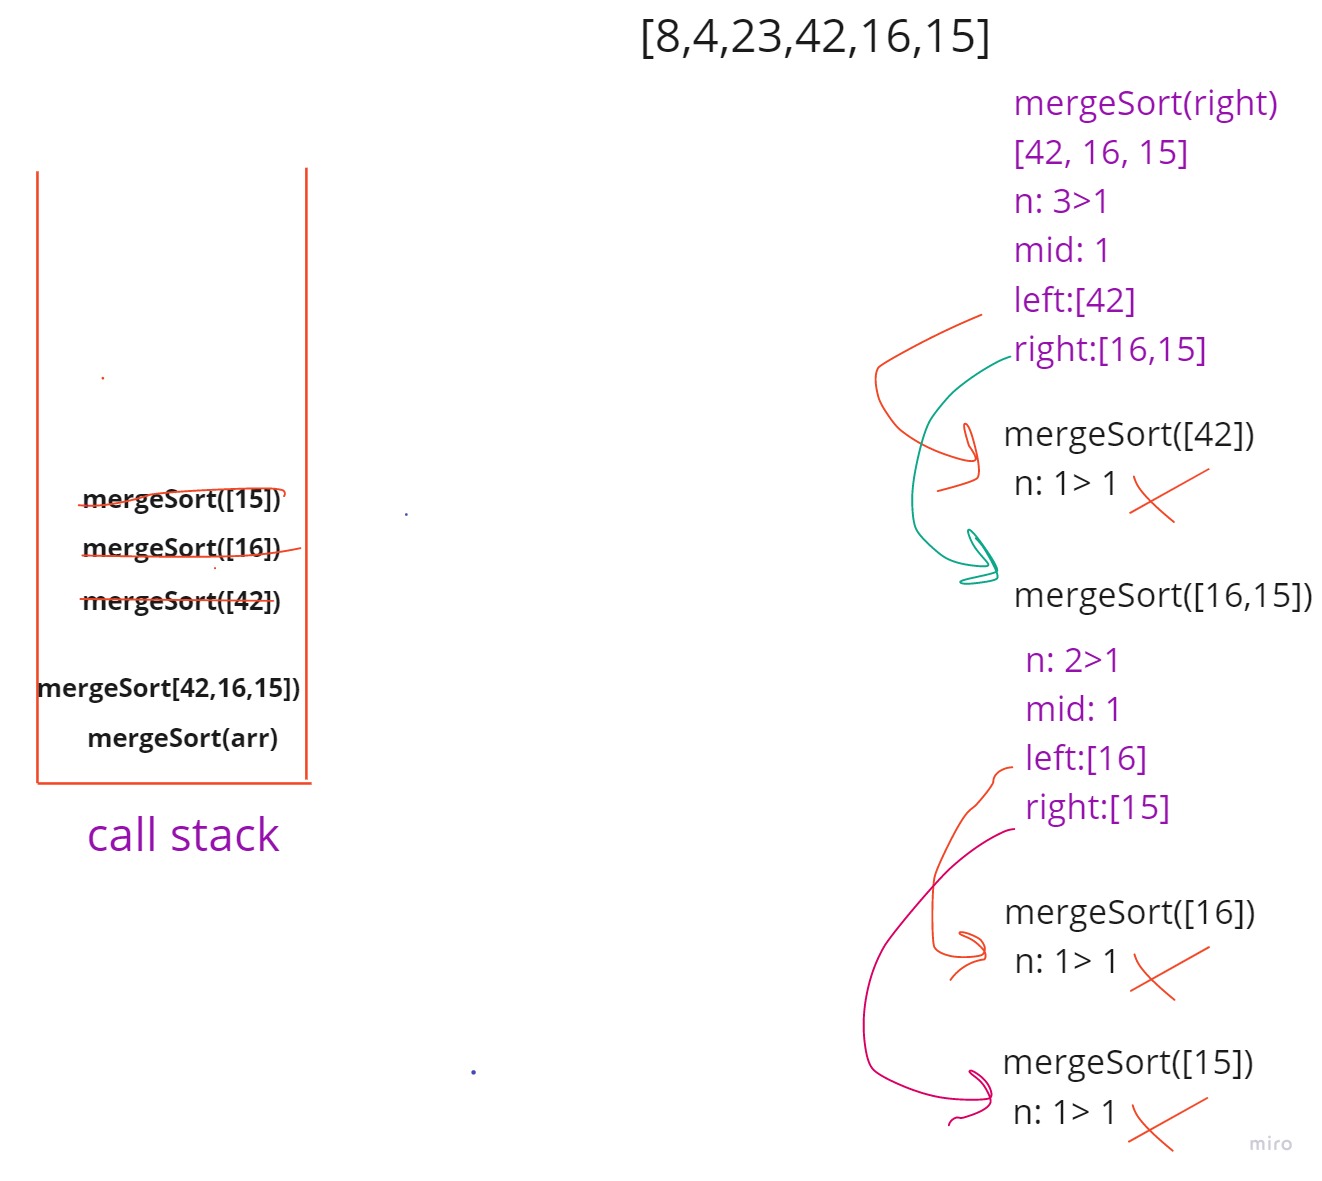 [8,4,23,42,16,15]
mergeSort(right)
[42, 16, 15]
n: 3>1
mid: 1
left:[42]
right:[16,15]
mergeSort([42])
n: 1> 1
mergeSort([16,15])
n: 2>1
mid: 1
left:[16]
right:[15]
mergeSort([16])
n: 1> 1
mergeSort([15])
n: 1> 1
mergeSort([15])
mergeSort([16])
mergeSort([42])
mergeSort[42,16,15])
mergeSort(arr)
call stack
miro